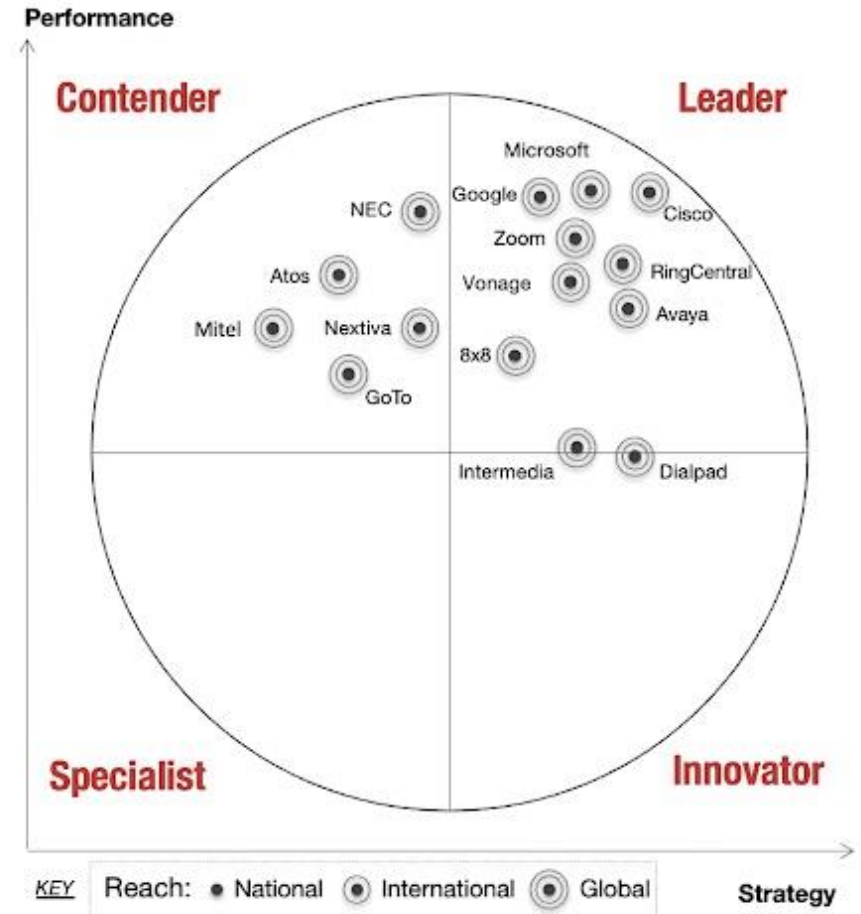 Performance
Contender
Leader
Microsoft
Google
Cisco
NEC
Zoom
Atos
RingCentral
Vonage
Mitel
Nextiva
Avaya
8x8
GoTo
Intermedia
Dialpad
Specialist
Innovator
KEY Reach: National International Global
Strategy